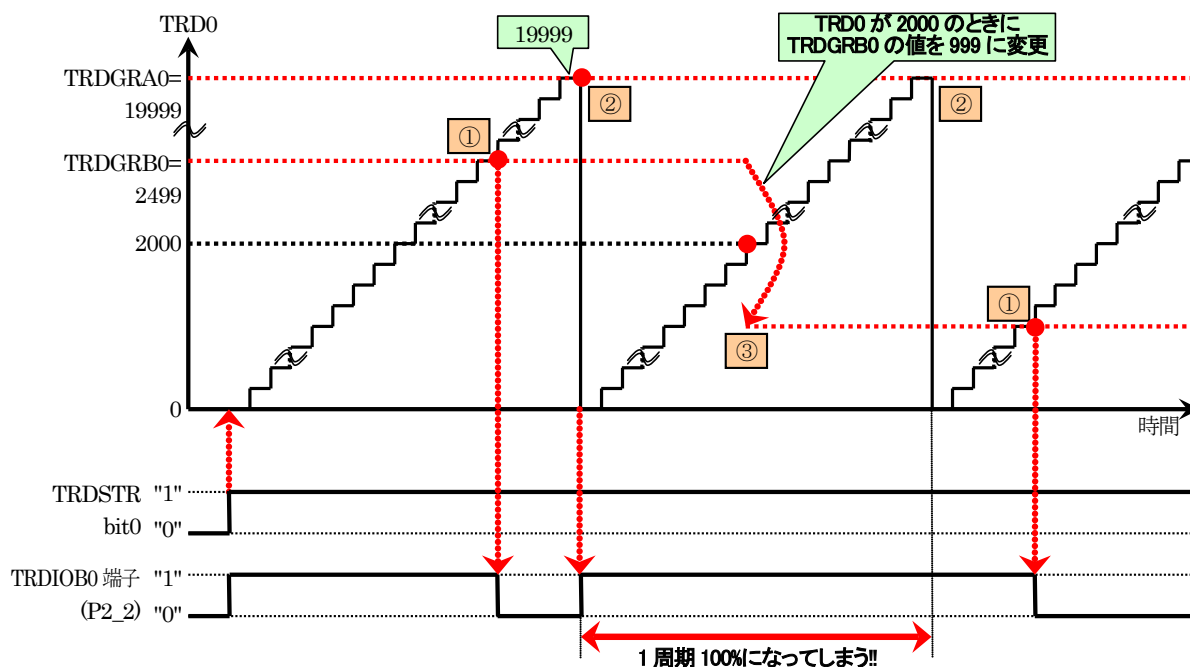 TRD0
19999
TRD0 が 2000 のときに
TRDGRB0 の値を 999 に変更
TRDGRA0=
19999
②
②
①
TRDGRB0=
2499
2000
①
③
0
時間
TRDSTR "1"
bit0 "0"
TRDIOB0 端子 "1"
(P2_2) "0"
1 周期 100%になってしまう!!